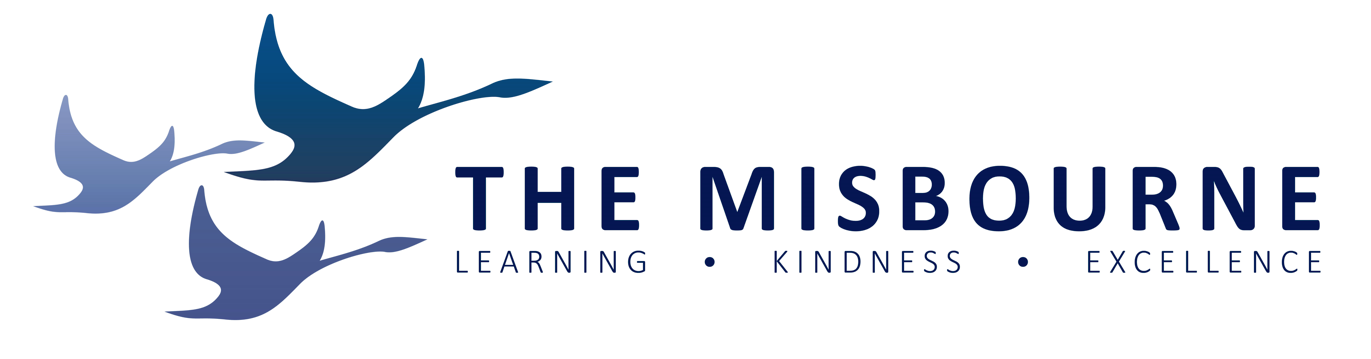 THE MISBOURNE
LEARNING • KINDNESS • EXCELLENCE